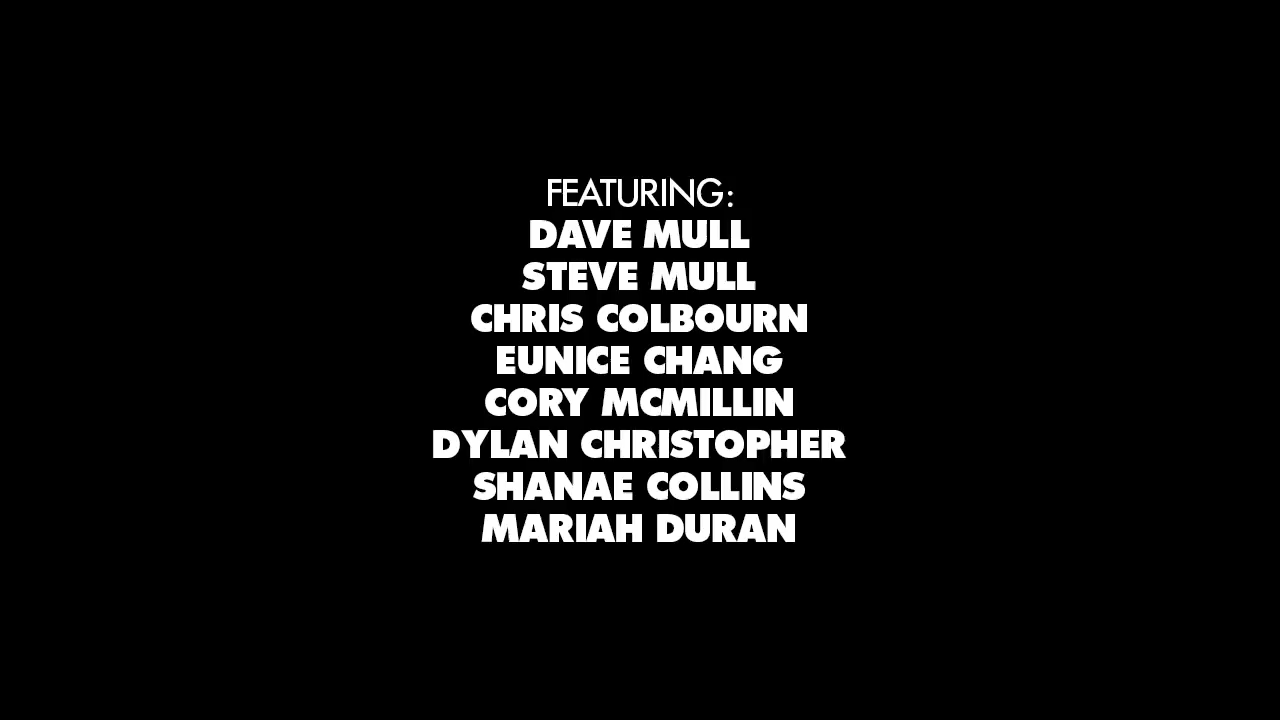 FEATURING:
DAVE MULL
STEVE MULL
CHRIS COLBOURN
EUNICE CHANG
CORY MCMILLIN
DYLAN CHRISTOPHER
SHANAE COLLINS
MARIAH DURAN